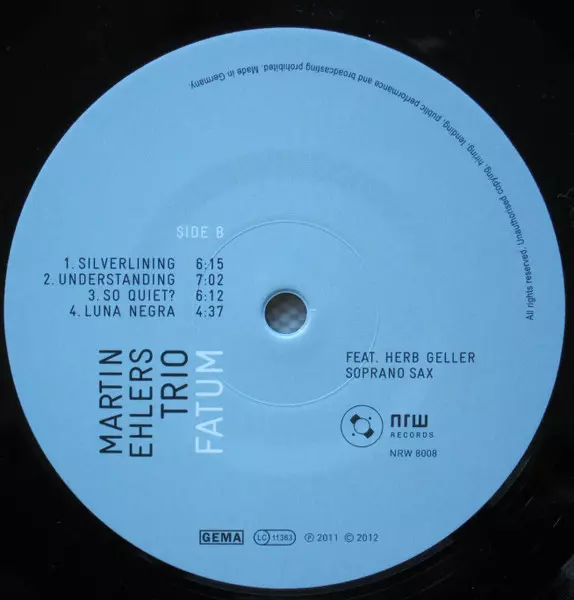 SIDE B
1. SILVERLINING 6:15
2. UNDERSTANDING 7:02
3. SO QUIET? 6:12
4. LUNA NEGRA 4:37
MARTIN
EHLERS
TRIO
FATUM
FEAT. HERB GELLER
SOPRANO SAX
nrw
RECORDS
NRW 8008
GEMA LC 11383 ℗ 2011 © 2012
All rights reserved. Unauthorised copying, hiring, lending, public performance and broadcasting prohibited. Made in Germany.